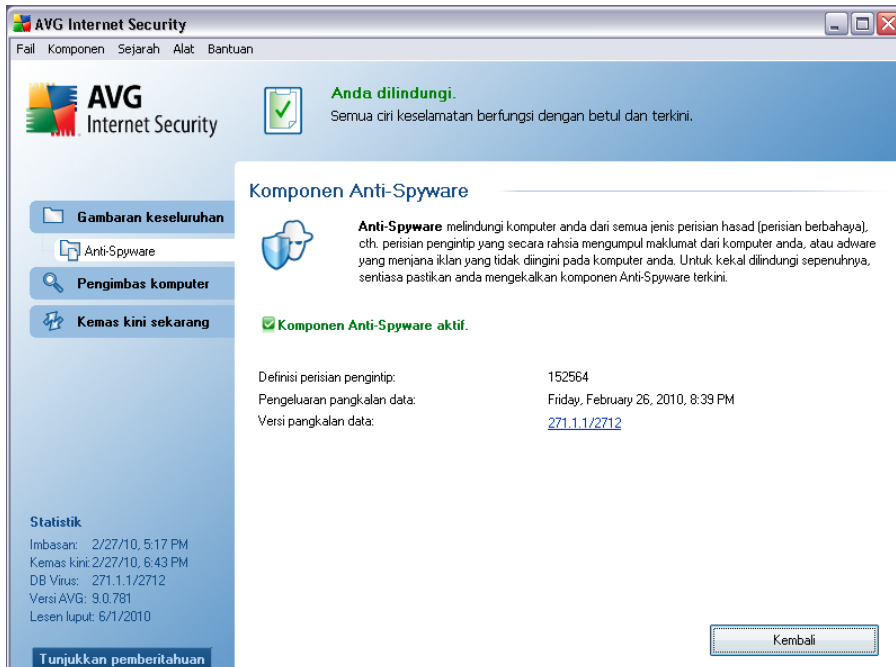 AVG Internet Security
Fail Komponen Sejarah Alat Bantuan
AVG
Internet Security
Anda dilindungi.
Semua ciri keselamatan berfungsi dengan betul dan terkini.
Gambaran keseluruhan
Anti-Spyware
Pengimbas komputer
Kemas kini sekarang
Komponen Anti-Spyware
Anti-Spyware melindungi komputer anda dari semua jenis perisian hasad (perisian berbahaya),
cth. perisian pengintip yang secara rahsia mengumpul maklumat dari komputer anda, atau adware
yang menjana iklan yang tidak diingini pada komputer anda. Untuk kekal dilindungi sepenuhnya,
sentiasa pastikan anda mengekalkan komponen Anti-Spyware terkini.
Komponen Anti-Spyware aktif.
Definisi perisian pengintip: 152564
Pengeluaran pangkalan data: Friday, February 26, 2010, 8:39 PM
Versi pangkalan data: 271.1.1/2712
Statistik
Imbasan: 2/27/10, 5:17 PM
Kemas kini: 2/27/10, 6:43 PM
DB Virus: 271.1.1/2712
Versi AVG: 9.0.781
Lesen luput: 6/1/2010
Tunjukkan pemberitahuan
Kembali